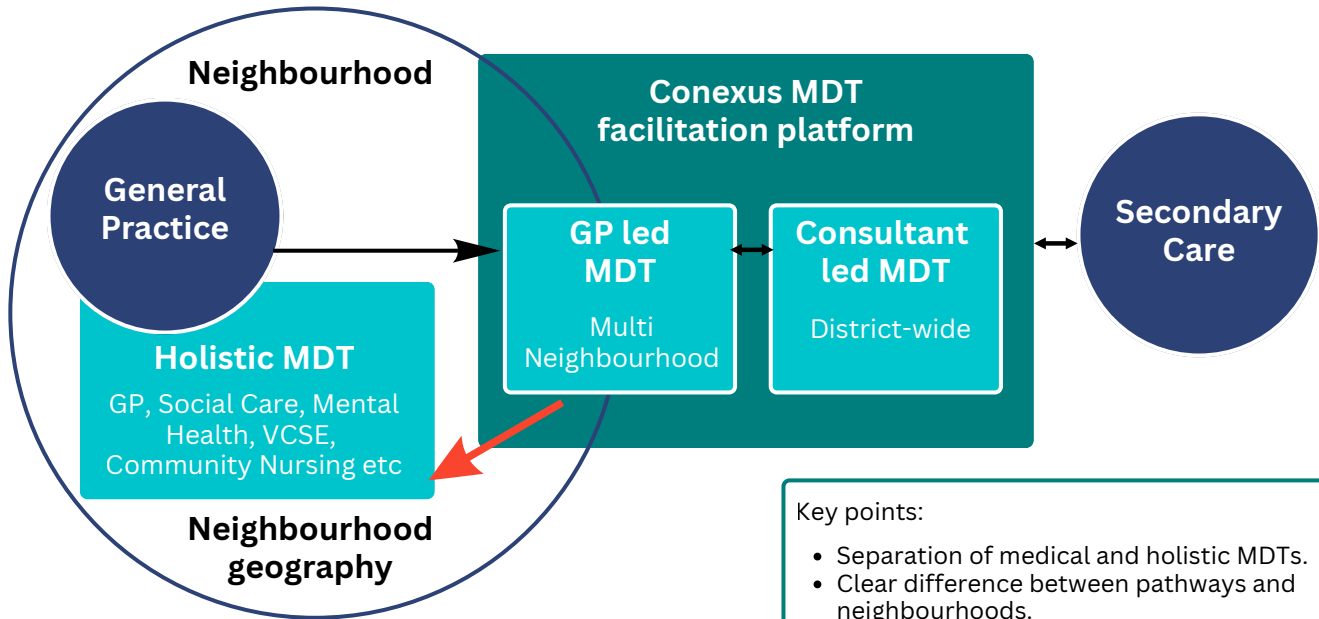 Neighbourhood
General
Practice
Holistic MDT
GP, Social Care, Mental
Health, VCSE,
Community Nursing etc
Neighbourhood
geography
Conexus MDT
facilitation platform
GP led
MDT
Multi
Neighbourhood
Consultant
led MDT
District-wide
Secondary
Care
Key points:
• Separation of medical and holistic MDTs.
• Clear difference between pathways and
neighbourhoods.